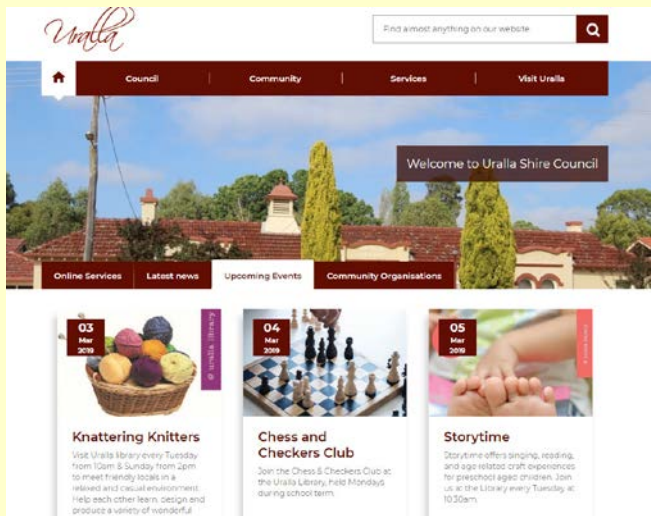 Uralla
Find almost anything on our website
Council
Community
Services
Visit Uralla
Welcome to Uralla Shire Council
Online Services
Latest news
Upcoming Events
Community Organisations
03
Mar
2019
@ uralla library
04
Mar
2019
05
Mar
2019
Knattering Knitters
Visit Uralla library every Tuesday
from 10am & Sunday from 2pm
to meet friendly locals in a
relaxed and casual environment.
Help each other learn, design and
produce a variety of wonderful
Chess and
Checkers Club
Join the Chess & Checkers Club at
the Uralla Library, held Mondays
during school term.
Storytime
Storytime offers singing, reading,
and age related craft experiences
for preschool aged children. Join
us at the Library every Tuesday at
10:30am.